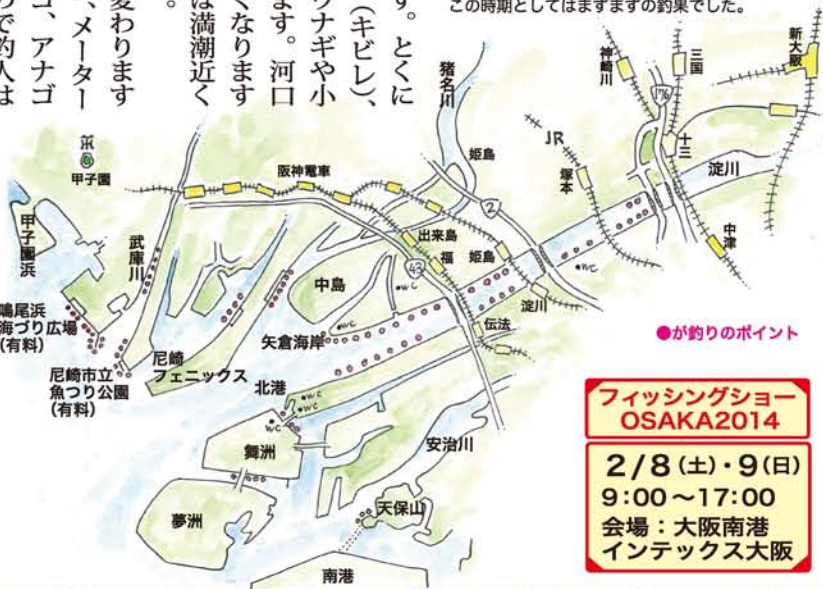 この時期としてはまずまずの釣果でした。
す。とくに
(キビレ)、
ウナギや小
ます。河口
くなります
は満潮近く
。
変わります
、メーター
ゴ、アナゴ
ので釣人は
新大阪
三国
神崎川
176
十三
淀川
中津
JR
塚本
猪名川
姫島
2
阪神電車
甲子園
甲子園浜
武庫川
出来島
福
姫島
43
WC
WC
淀川
中島
伝法
矢倉海岸
WC
鳴尾浜
海づり広場
(有料)
尼崎市立
魚つり公園
(有料)
尼崎
フェニックス
北港
WC
WC
WC
舞洲
安治川
夢洲
天保山
南港
●が釣りのポイント
フィッシングショー
OSAKA2014
2/8(土)・9(日)
9:00〜17:00
会場：大阪南港
インテックス大阪